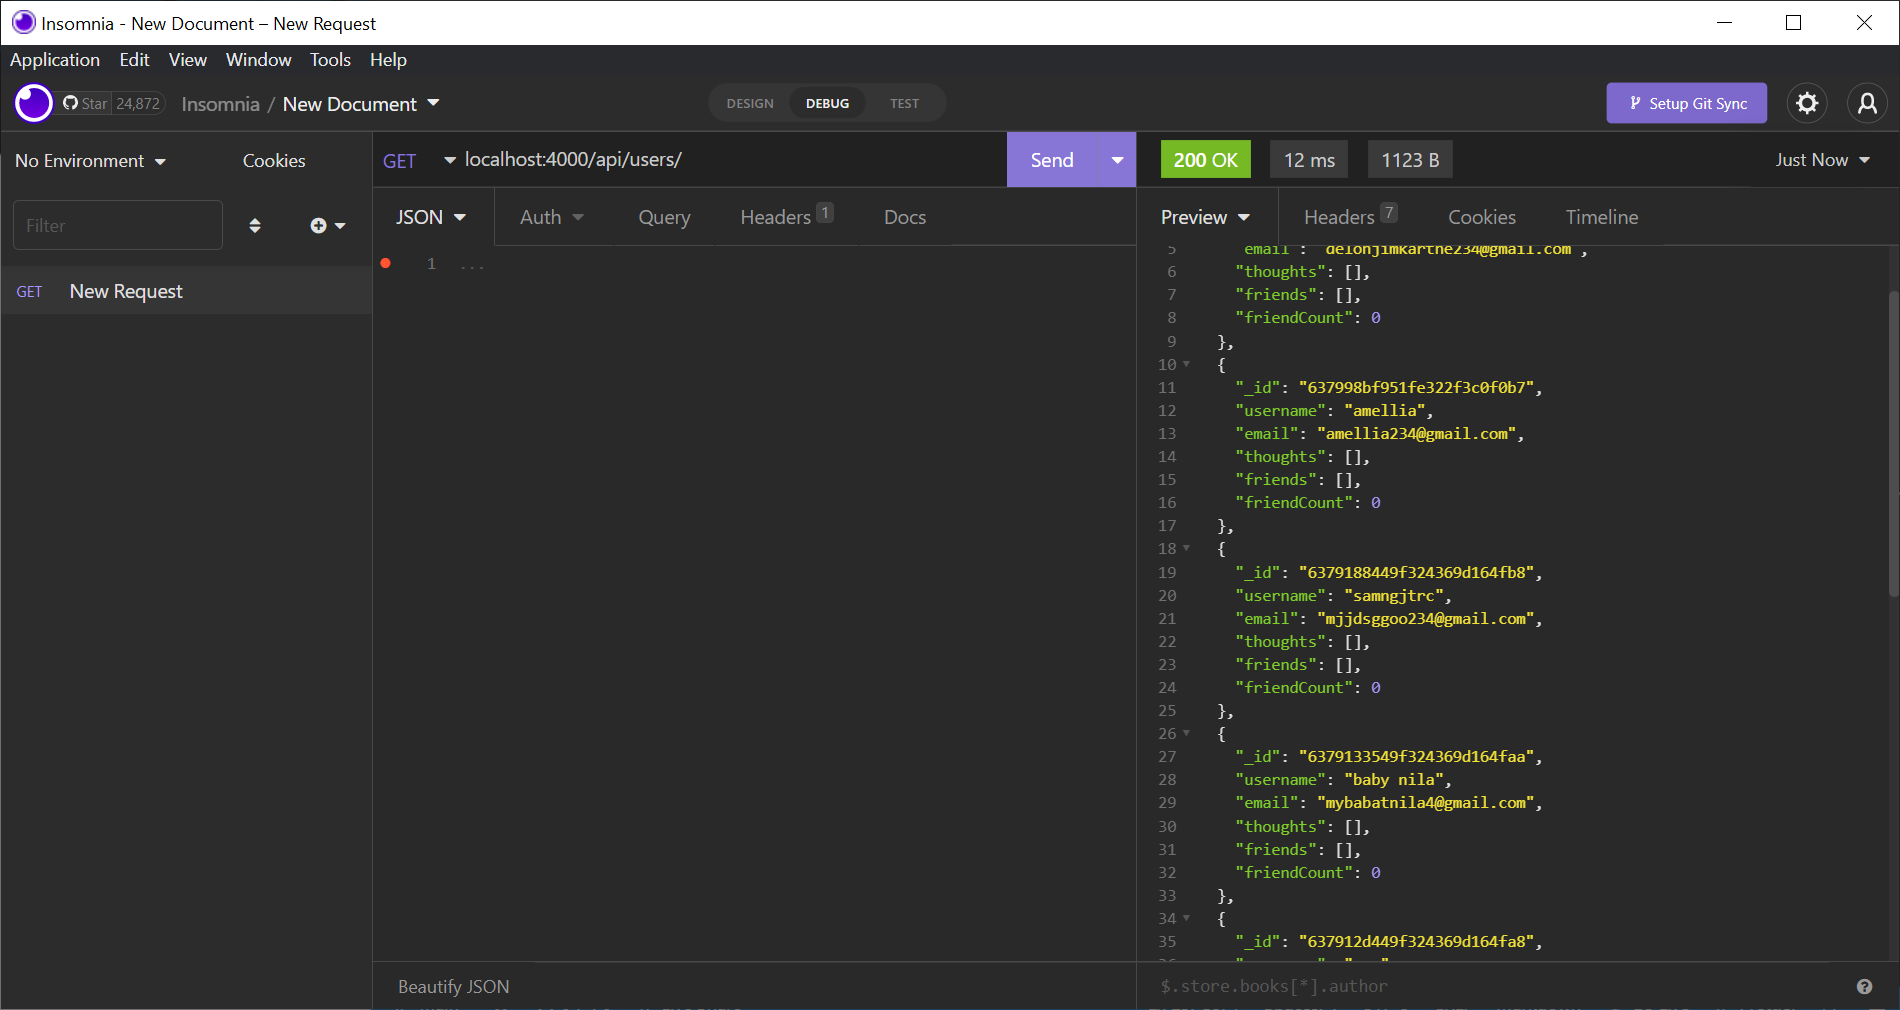 Insomnia - New Document – New Request
Application Edit View Window Tools Help
Star 24,872 Insomnia / New Document DESIGN DEBUG TEST Setup Git Sync
No Environment Cookies
Filter
GET New Request
GET localhost:4000/api/users/ Send
JSON Auth Query Headers 1 Docs
1 ...
Beautify JSON
200 OK 12 ms 1123 B Just Now
Preview Headers 7 Cookies Timeline
5 "email": "delonjimkarthe234@gmail.com",
6 "thoughts": [],
7 "friends": [],
8 "friendCount": 0
9 },
10 {
11 "_id": "637998bf951fe322f3c0f0b7",
12 "username": "amellia",
13 "email": "amellia234@gmail.com",
14 "thoughts": [],
15 "friends": [],
16 "friendCount": 0
17 },
18 {
19 "_id": "6379188449f324369d164fb8",
20 "username": "samngjtrc",
21 "email": "mjjdsggoo234@gmail.com",
22 "thoughts": [],
23 "friends": [],
24 "friendCount": 0
25 },
26 {
27 "_id": "6379133549f324369d164faa",
28 "username": "baby nila",
29 "email": "mybabatnila4@gmail.com",
30 "thoughts": [],
31 "friends": [],
32 "friendCount": 0
33 },
34 {
35 "_id": "637912d449f324369d164fa8",
$.store.books[*].author